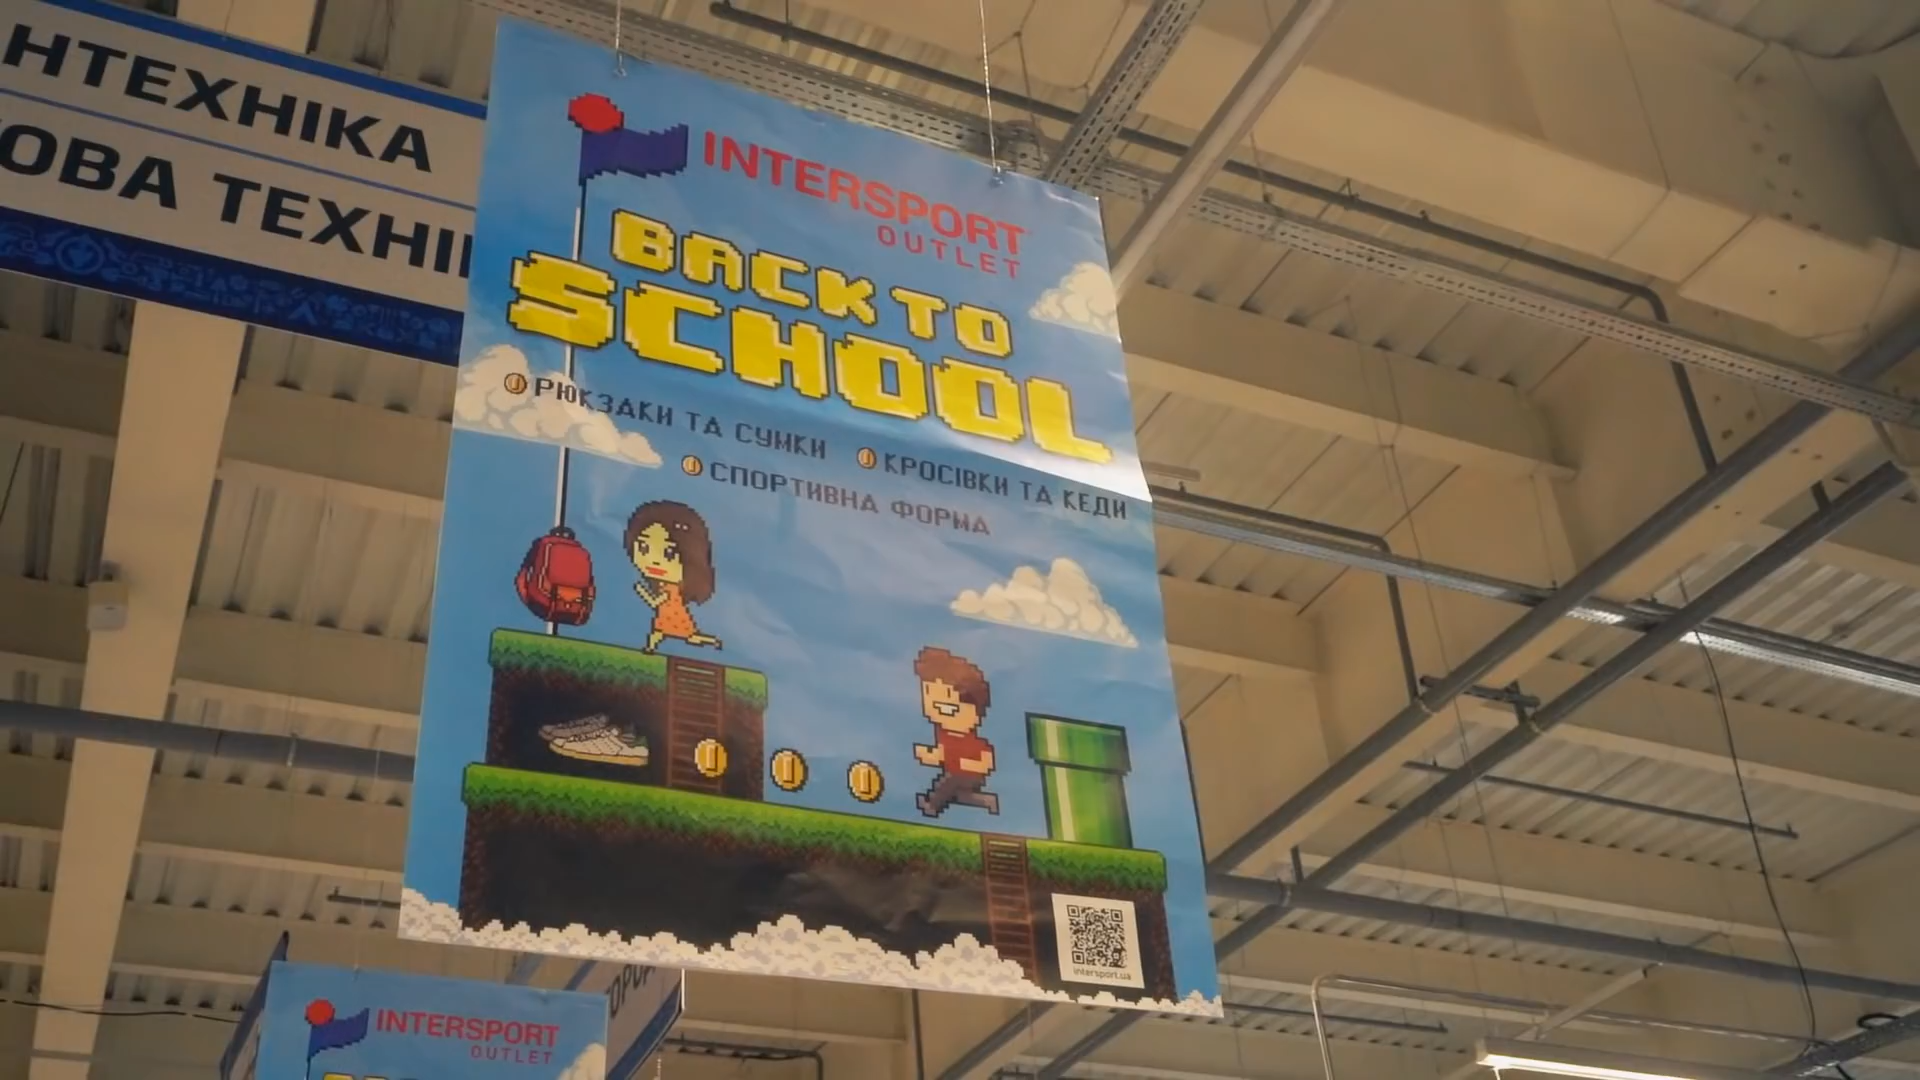 НТЕХНІКА
ОВА ТЕХНІ
INTERSPORT
OUTLET
BACK TO
SCHOOL
РЮКЗАКИ ТА СУМКИ
КРОСІВКИ ТА КЕДИ
СПОРТИВНА ФОРМА
intersport.ua
INTERSPORT
OUTLET